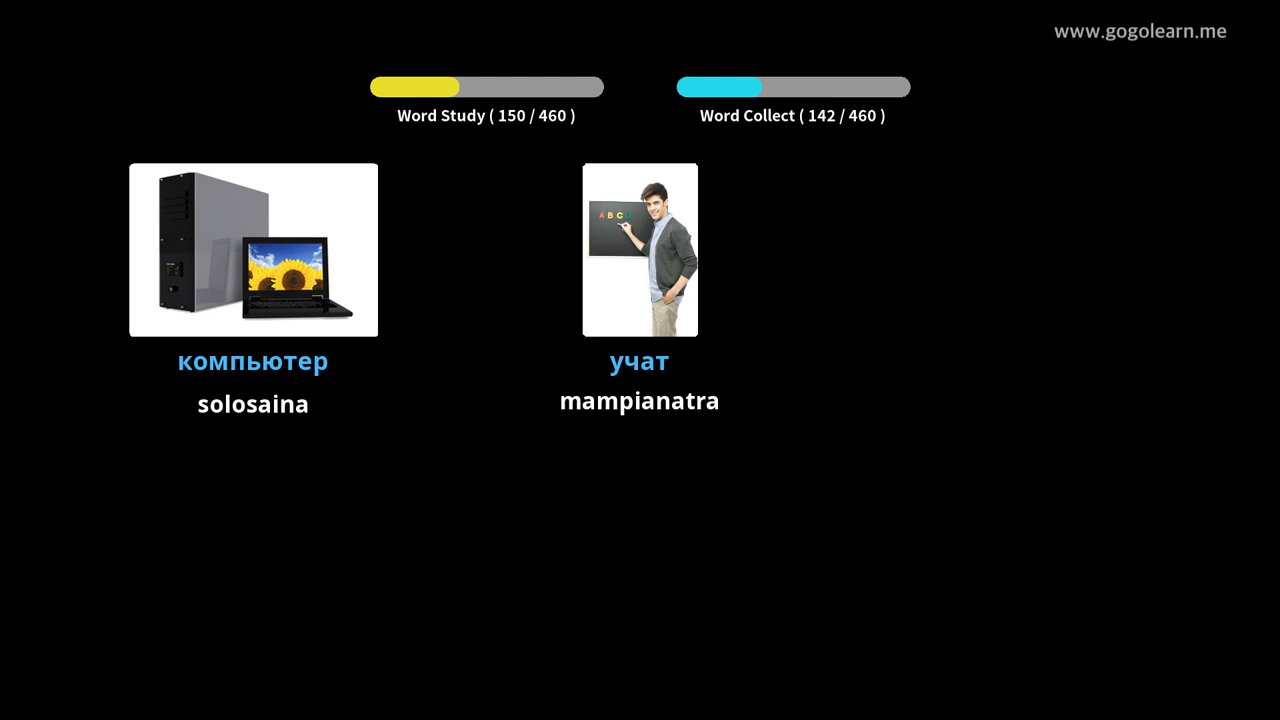 www.gogolearn.me
Word Study ( 150 / 460 )
Word Collect ( 142 / 460 )
A B C
компьютер
учат
solosaina
mampianatra